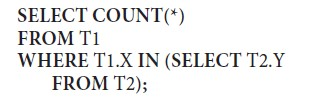 SELECT COUNT(*)
FROM T1
WHERE T1.X IN (SELECT T2.Y
FROM T2);